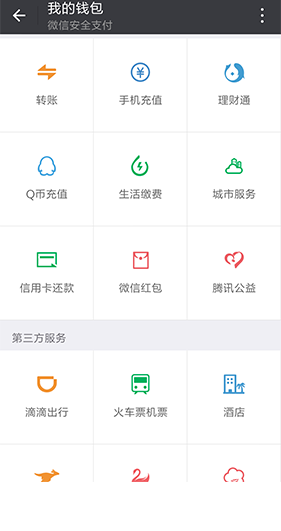 我的钱包
微信安全支付
转账
手机充值
理财通
Q币充值
生活缴费
城市服务
信用卡还款
微信红包
腾讯公益
第三方服务
滴滴出行
火车票机票
酒店